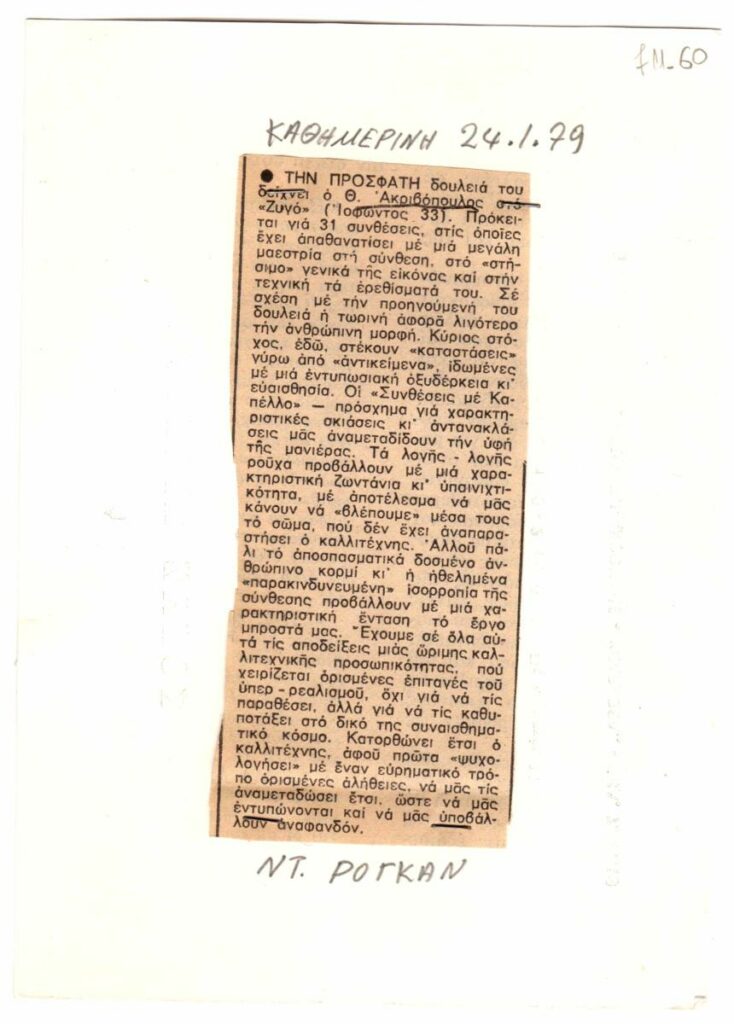 ΚΑΘΗΜΕΡΙΝΗ 24.1.79
● ΤΗΝ ΠΡΟΣΦΑΤΗ δουλειά του
δείχνει ὁ Θ. Ἀκριβόπουλος στό
«Ζυγό» (Ἰοφῶντος 33). Πρόκει-
ται γιά 31 συνθέσεις, στίς ὁποῖες
ἔχει ἀπαθανατίσει μέ μιά μεγάλη
μαεστρία στή σύνθεση, στό «στή-
σιμο» γενικά τῆς εἰκόνας καί στήν
τεχνική τά ἐρεθίσματά του. Σέ
σχέση μέ τήν προηγούμενή του
δουλειά ἡ τωρινή ἀφορᾶ λιγότερο
τήν ἀνθρώπινη μορφή. Κύριος στό-
χος, ἐδῶ, στέκουν «καταστάσεις»
γύρω ἀπό «ἀντικείμενα», ἰδωμένες
μέ μιά ἐντυπωσιακή ὀξυδέρκεια κι᾿
εὐαισθησία. Οἱ «Συνθέσεις μέ Κα-
πέλλο» — πρόσχημα γιά χαρακτη-
ριστικές σκιάσεις κι᾿ ἀντανακλά-
σεις μᾶς ἀναμεταδίδουν τήν ὑφή
τῆς μανιέρας. Τά λογῆς - λογῆς
ροῦχα προβάλλουν μέ μιά χαρα-
κτηριστική ζωντάνια κι᾿ ὑπαινιχτι-
κότητα, μέ ἀποτέλεσμα νά μᾶς
κάνουν νά «βλέπουμε» μέσα τους
τό σῶμα, πού δέν ἔχει ἀναπαρα-
στήσει ὁ καλλιτέχνης. Ἀλλοῦ πά-
λι τό ἀποσπασματικά δοσμένο ἀν-
θρώπινο κορμί κι᾿ ἡ ἠθελημένα
«παρακινδυνευμένη» ἰσορροπία τῆς
σύνθεσης προβάλλουν μέ μιά χα-
ρακτηριστική ἔνταση τό ἔργο
μπροστά μας. Ἔχουμε σέ ὅλα αὐ-
τά τίς ἀποδείξεις μιᾶς ὥριμης καλ-
λιτεχνικῆς προσωπικότητας, πού
χειρίζεται ὁρισμένες ἐπιταγές τοῦ
ὑπερ - ρεαλισμοῦ, ὄχι γιά νά τίς
παραθέσει, ἀλλά γιά νά τίς καθυ-
ποτάξει στό δικό της συναισθημα-
τικό κόσμο. Κατορθώνει ἔτσι ὁ
καλλιτέχνης, ἀφοῦ πρῶτα «ψυχο-
λογήσει» μέ ἕναν εὑρηματικό τρό-
πο ὁρισμένες ἀλήθειες, νά μᾶς τίς
ἀναμεταδώσει ἔτσι, ὥστε νά μᾶς
ἐντυπώνονται καί νά μᾶς ὑποβάλ-
λουν ἀναφανδόν.
ΝΤ. ΡΟΓΚΑΝ